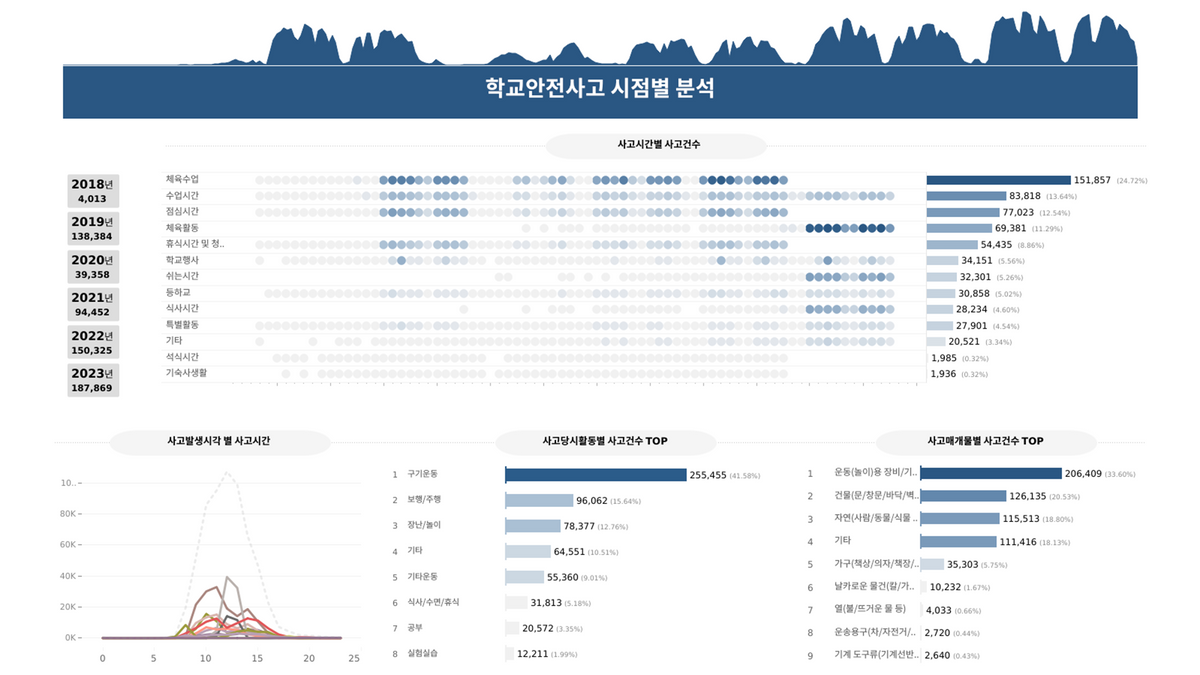 학교안전사고 시점별 분석
사고시간별 사고건수
2018년
4,013
2019년
138,384
2020년
39,358
2021년
94,452
2022년
150,325
2023년
187,869
체육수업 151,857 (24.72%)
수업시간 83,818 (13.64%)
점심시간 77,023 (12.54%)
체육활동 69,381 (11.29%)
휴식시간 및 청.. 54,435 (8.86%)
학교행사 34,151 (5.56%)
쉬는시간 32,301 (5.26%)
등하교 30,858 (5.02%)
식사시간 28,234 (4.60%)
특별활동 27,901 (4.54%)
기타 20,521 (3.34%)
석식시간 1,985 (0.32%)
기숙사생활 1,936 (0.32%)
사고발생시각 별 사고시간
10..
80K
60K
40K
20K
0K
0 5 10 15 20 25
사고당시활동별 사고건수 TOP
1 구기운동 255,455 (41.58%)
2 보행/주행 96,062 (15.64%)
3 장난/놀이 78,377 (12.76%)
4 기타 64,551 (10.51%)
5 기타운동 55,360 (9.01%)
6 식사/수면/휴식 31,813 (5.18%)
7 공부 20,572 (3.35%)
8 실험실습 12,211 (1.99%)
사고매개물별 사고건수 TOP
1 운동(놀이)용 장비/기.. 206,409 (33.60%)
2 건물(문/창문/바닥/벽.. 126,135 (20.53%)
3 자연(사람/동물/식물 .. 115,513 (18.80%)
4 기타 111,416 (18.13%)
5 가구(책상/의자/책장/.. 35,303 (5.75%)
6 날카로운 물건(칼/가.. 10,232 (1.67%)
7 열(불/뜨거운 물 등) 4,033 (0.66%)
8 운송용구(차/자전거/.. 2,720 (0.44%)
9 기계 도구류(기계선반.. 2,640 (0.43%)